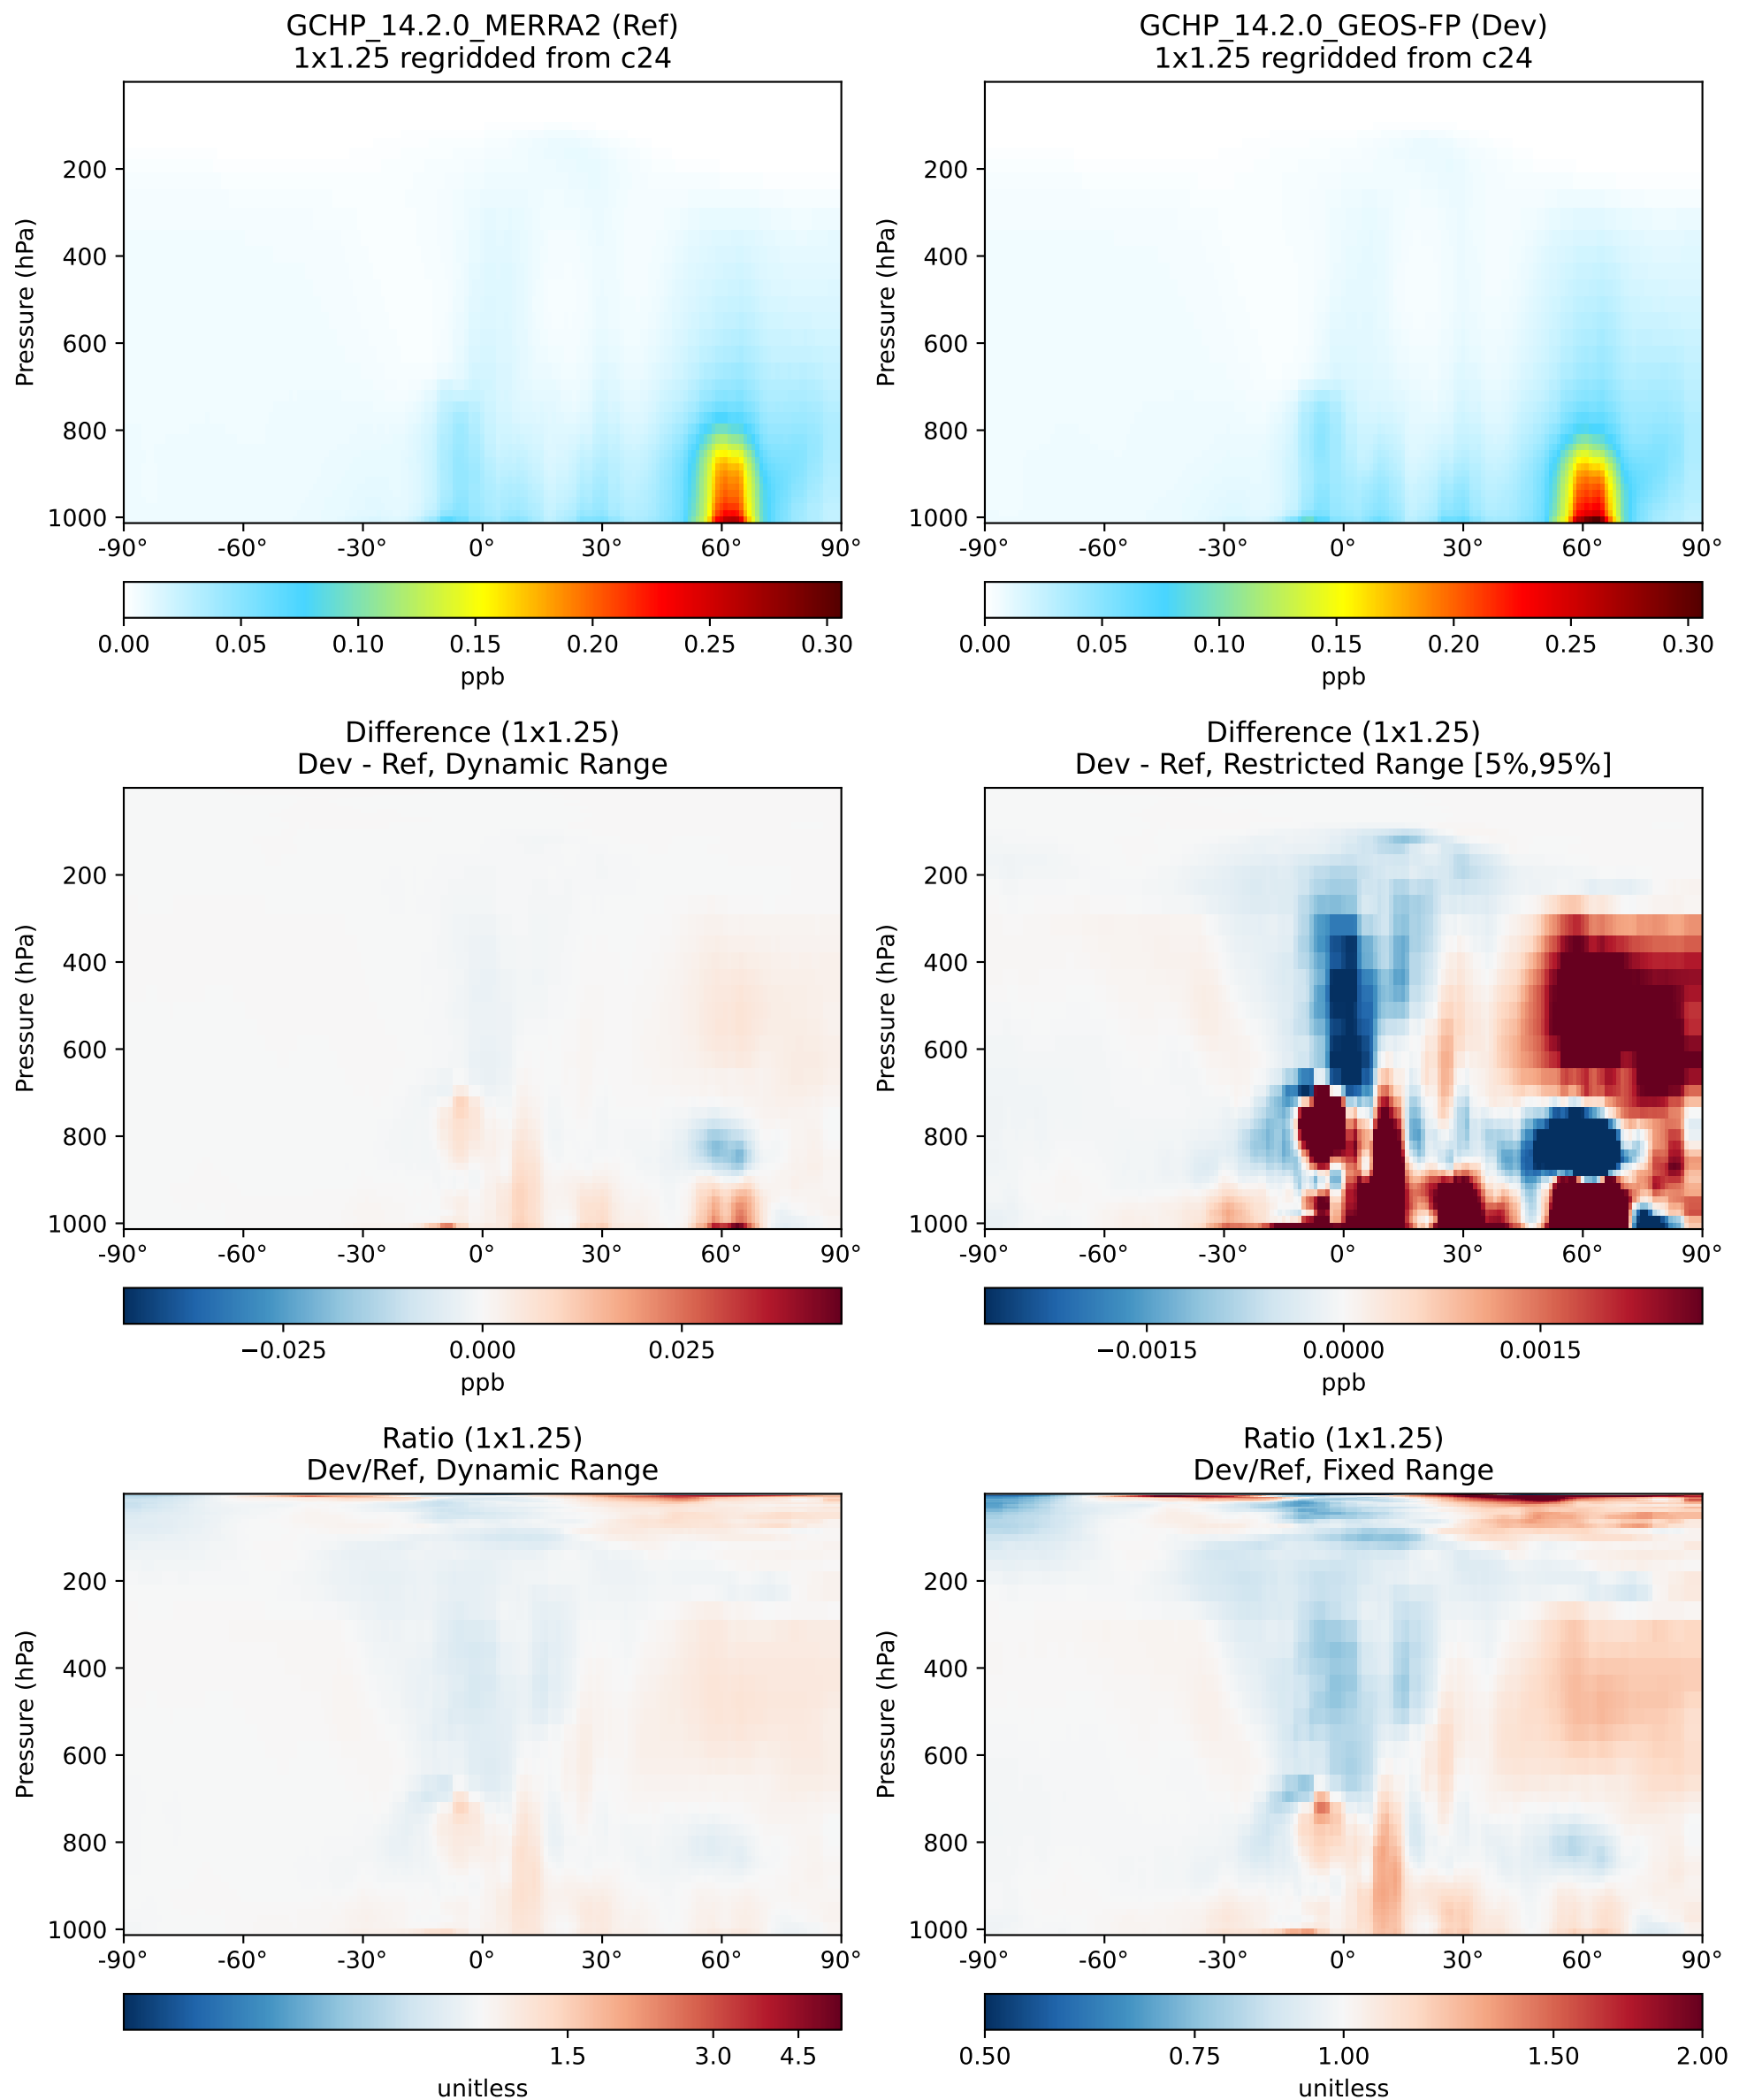 GCHP_14.2.0_MERRA2 (Ref)
1x1.25 regridded from c24
Pressure (hPa)
200
400
600
800
1000
-90° -60° -30° 0° 30° 60° 90°
0.00 0.05 0.10 0.15 0.20 0.25 0.30
ppb
GCHP_14.2.0_GEOS-FP (Dev)
1x1.25 regridded from c24
Pressure (hPa)
200
400
600
800
1000
-90° -60° -30° 0° 30° 60° 90°
0.00 0.05 0.10 0.15 0.20 0.25 0.30
ppb
Difference (1x1.25)
Dev - Ref, Dynamic Range
Pressure (hPa)
200
400
600
800
1000
-90° -60° -30° 0° 30° 60° 90°
−0.025 0.000 0.025
ppb
Difference (1x1.25)
Dev - Ref, Restricted Range [5%,95%]
Pressure (hPa)
200
400
600
800
1000
-90° -60° -30° 0° 30° 60° 90°
−0.0015 0.0000 0.0015
ppb
Ratio (1x1.25)
Dev/Ref, Dynamic Range
Pressure (hPa)
200
400
600
800
1000
-90° -60° -30° 0° 30° 60° 90°
1.5 3.0 4.5
unitless
Ratio (1x1.25)
Dev/Ref, Fixed Range
Pressure (hPa)
200
400
600
800
1000
-90° -60° -30° 0° 30° 60° 90°
0.50 0.75 1.00 1.50 2.00
unitless